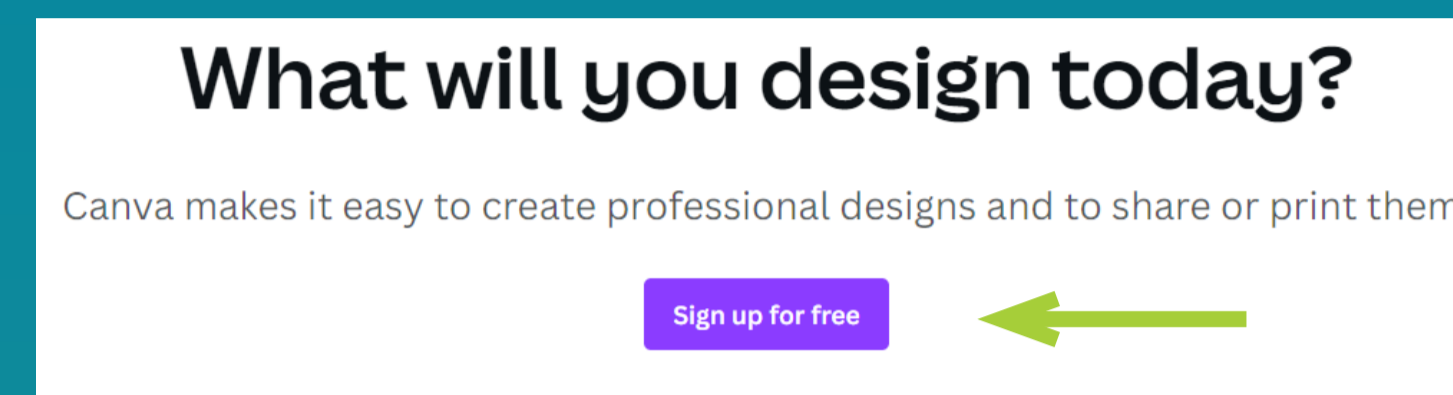 What will you design today?
Canva makes it easy to create professional designs and to share or print them
Sign up for free